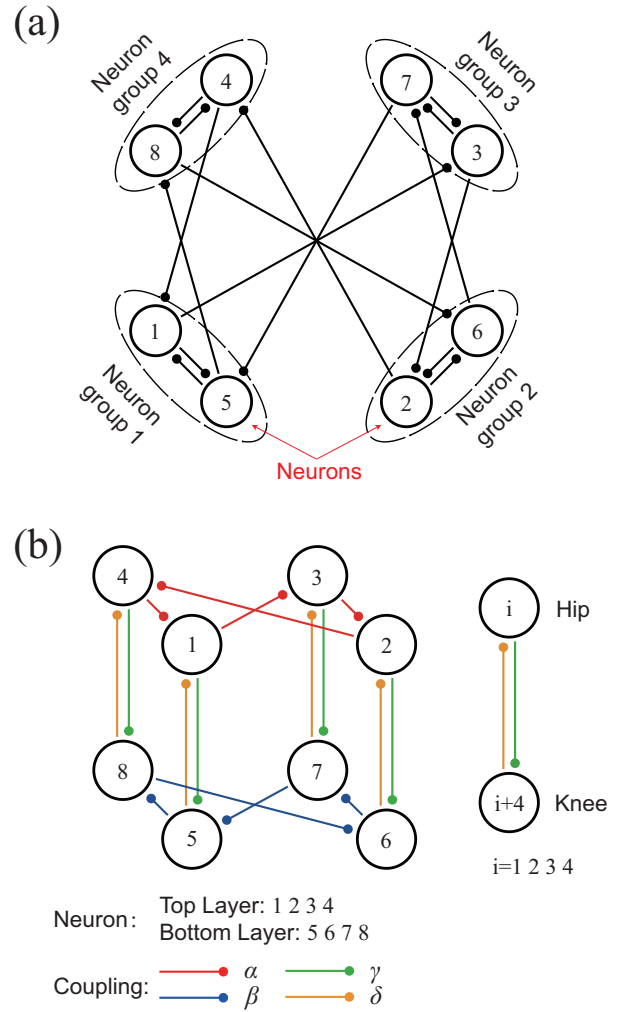 (a)
Neuron
group 4
4
8
7
3
Neuron
group 3
1
5
6
2
Neuron
group 1
Neuron
group 2
Neurons
(b)
4
3
1
2
8
7
5
6
i
Hip
i+4
Knee
i=1 2 3 4
Neuron:
Top Layer: 1 2 3 4
Bottom Layer: 5 6 7 8
Coupling:
α
γ
β
δ